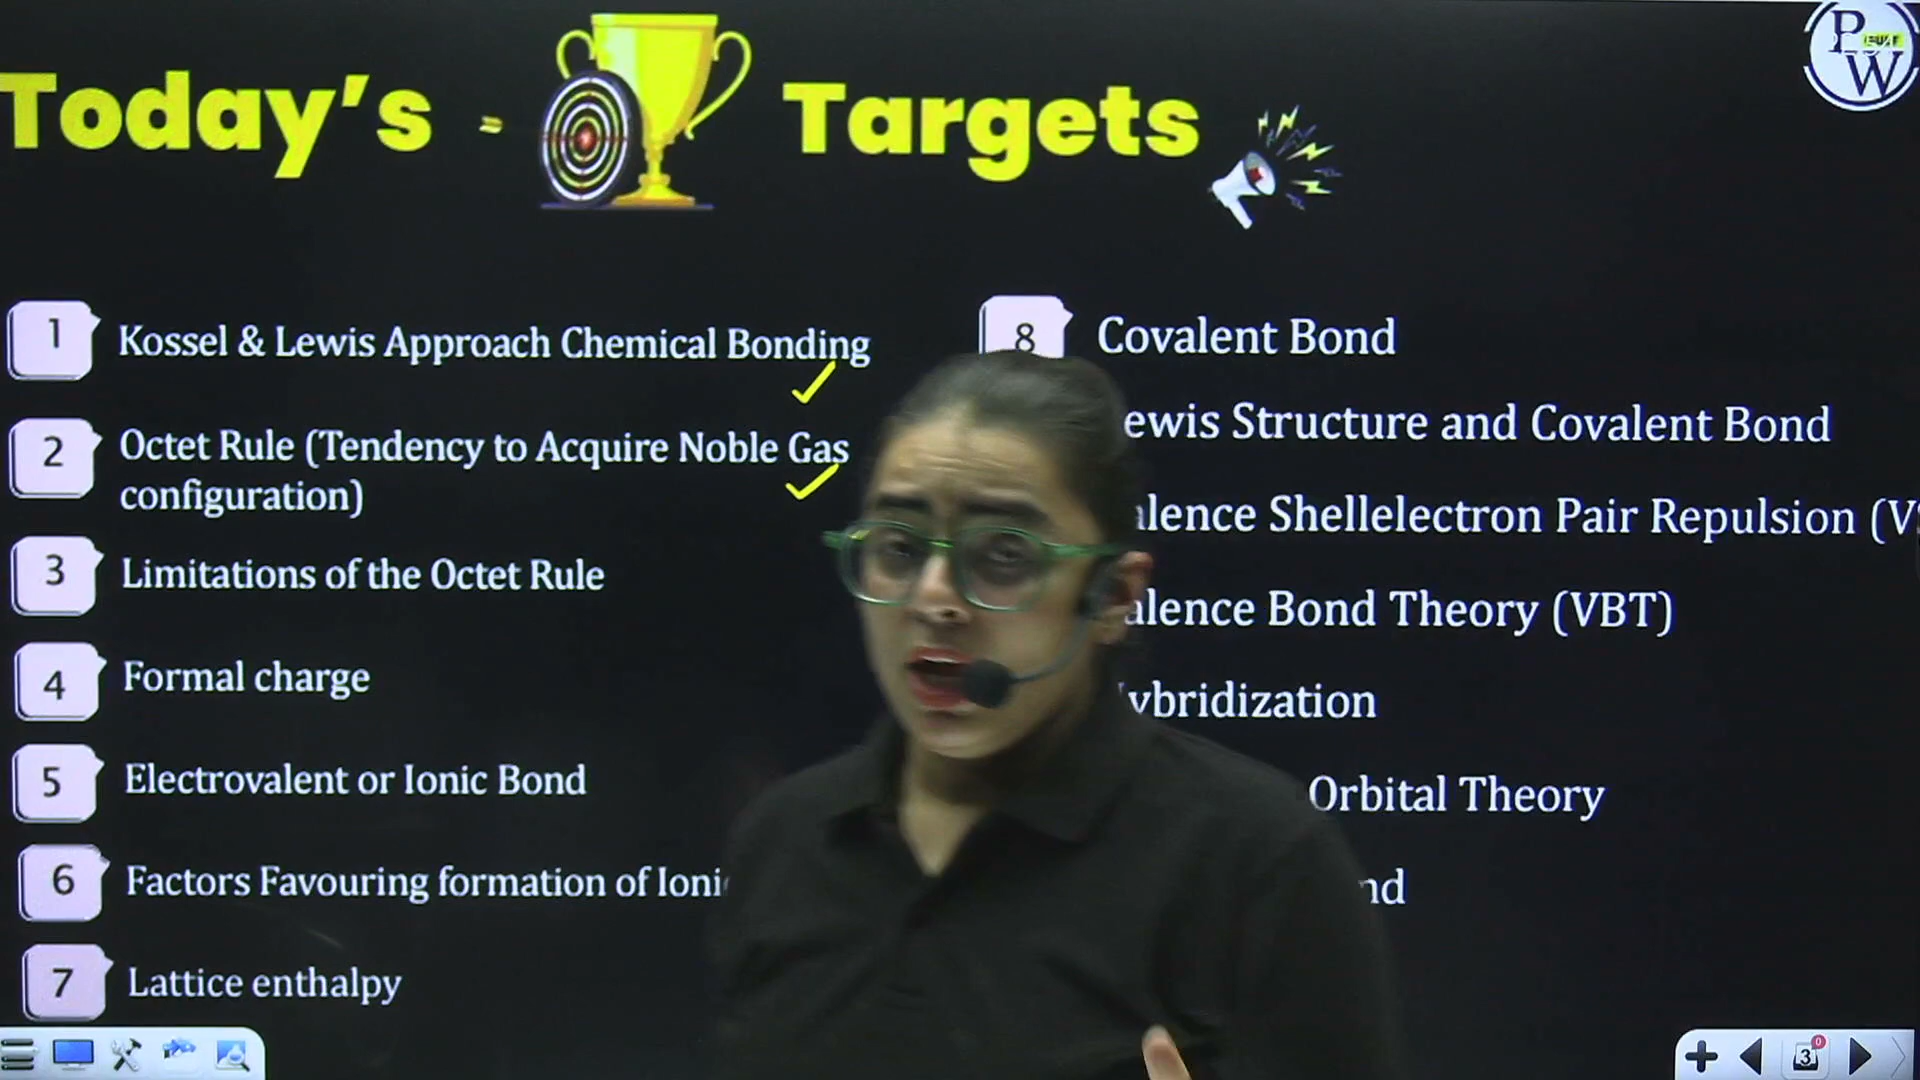 Today's - Targets
PW
1 Kossel & Lewis Approach Chemical Bonding
2 Octet Rule (Tendency to Acquire Noble Gas
configuration)
3 Limitations of the Octet Rule
4 Formal charge
5 Electrovalent or Ionic Bond
6 Factors Favouring formation of Ioni
7 Lattice enthalpy
8 Covalent Bond
ewis Structure and Covalent Bond
alence Shellelectron Pair Repulsion (V
alence Bond Theory (VBT)
ybridization
Orbital Theory
nd
3
0